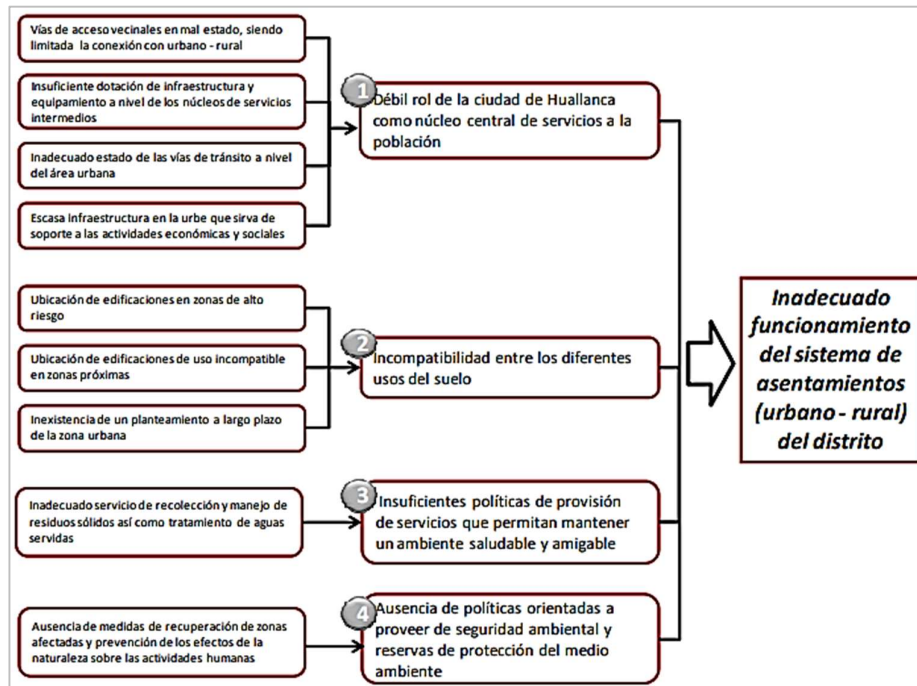 Vías de acceso vecinales en mal estado, siendo
limitada la conexión con urbano - rural
Insuficiente dotación de infraestructura y
equipamiento a nivel de los núcleos de servicios
intermedios
Inadecuado estado de las vías de tránsito a nivel
del área urbana
Escasa infraestructura en la urbe que sirva de
soporte a las actividades económicas y sociales
1
Débil rol de la ciudad de Huallanca
como núcleo central de servicios a la
población
Ubicación de edificaciones en zonas de alto
riesgo
Ubicación de edificaciones de uso incompatible
en zonas próximas
Inexistencia de un planteamiento a largo plazo
de la zona urbana
2
Incompatibilidad entre los diferentes
usos del suelo
Inadecuado servicio de recolección y manejo de
residuos sólidos así como tratamiento de aguas
servidas
3
Insuficientes políticas de provisión
de servicios que permitan mantener
un ambiente saludable y amigable
Ausencia de medidas de recuperación de zonas
afectadas y prevención de los efectos de la
naturaleza sobre las actividades humanas
4
Ausencia de políticas orientadas a
proveer de seguridad ambiental y
reservas de protección del medio
ambiente
Inadecuado
funcionamiento
del sistema de
asentamientos
(urbano - rural)
del distrito